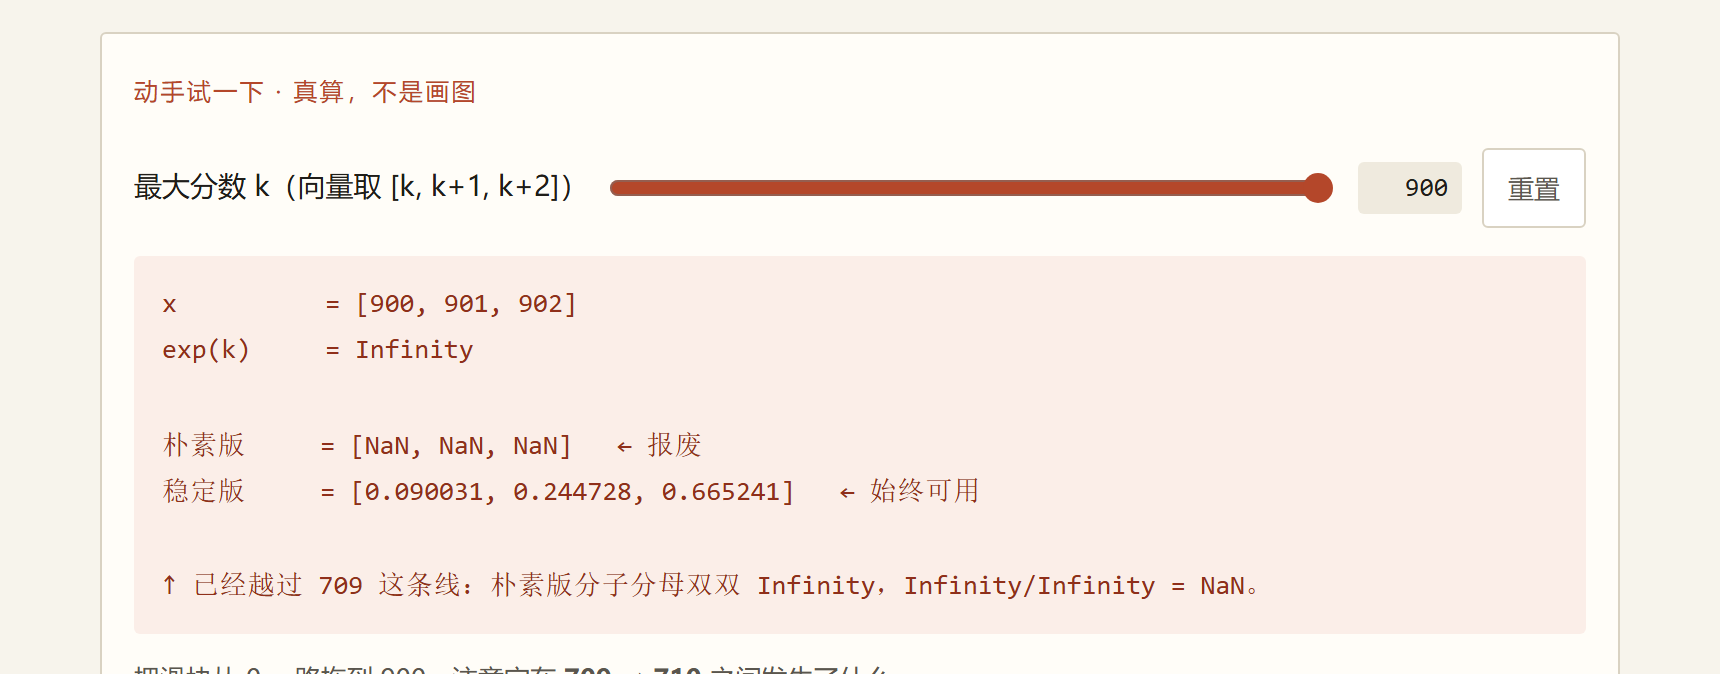 动手试一下 · 真算，不是画图
最大分数 k（向量取 [k, k+1, k+2]）
900
重置
x = [900, 901, 902]
exp(k) = Infinity
朴素版 = [NaN, NaN, NaN] ← 报废
稳定版 = [0.090031, 0.244728, 0.665241] ← 始终可用
↑ 已经越过 709 这条线：朴素版分子分母双双 Infinity，Infinity/Infinity = NaN。